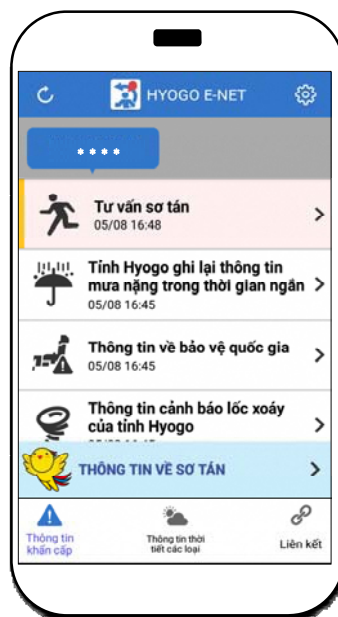 HYOGO E-NET
****
Tư vấn sơ tán
05/08 16:48
Tỉnh Hyogo ghi lại thông tin
mưa nặng trong thời gian ngắn
05/08 16:45
Thông tin về bảo vệ quốc gia
05/08 16:45
Thông tin cảnh báo lốc xoáy
của tỉnh Hyogo
THÔNG TIN VỀ SƠ TÁN
Thông tin
khẩn cấp
Thông tin thời
tiết các loại
Liên kết